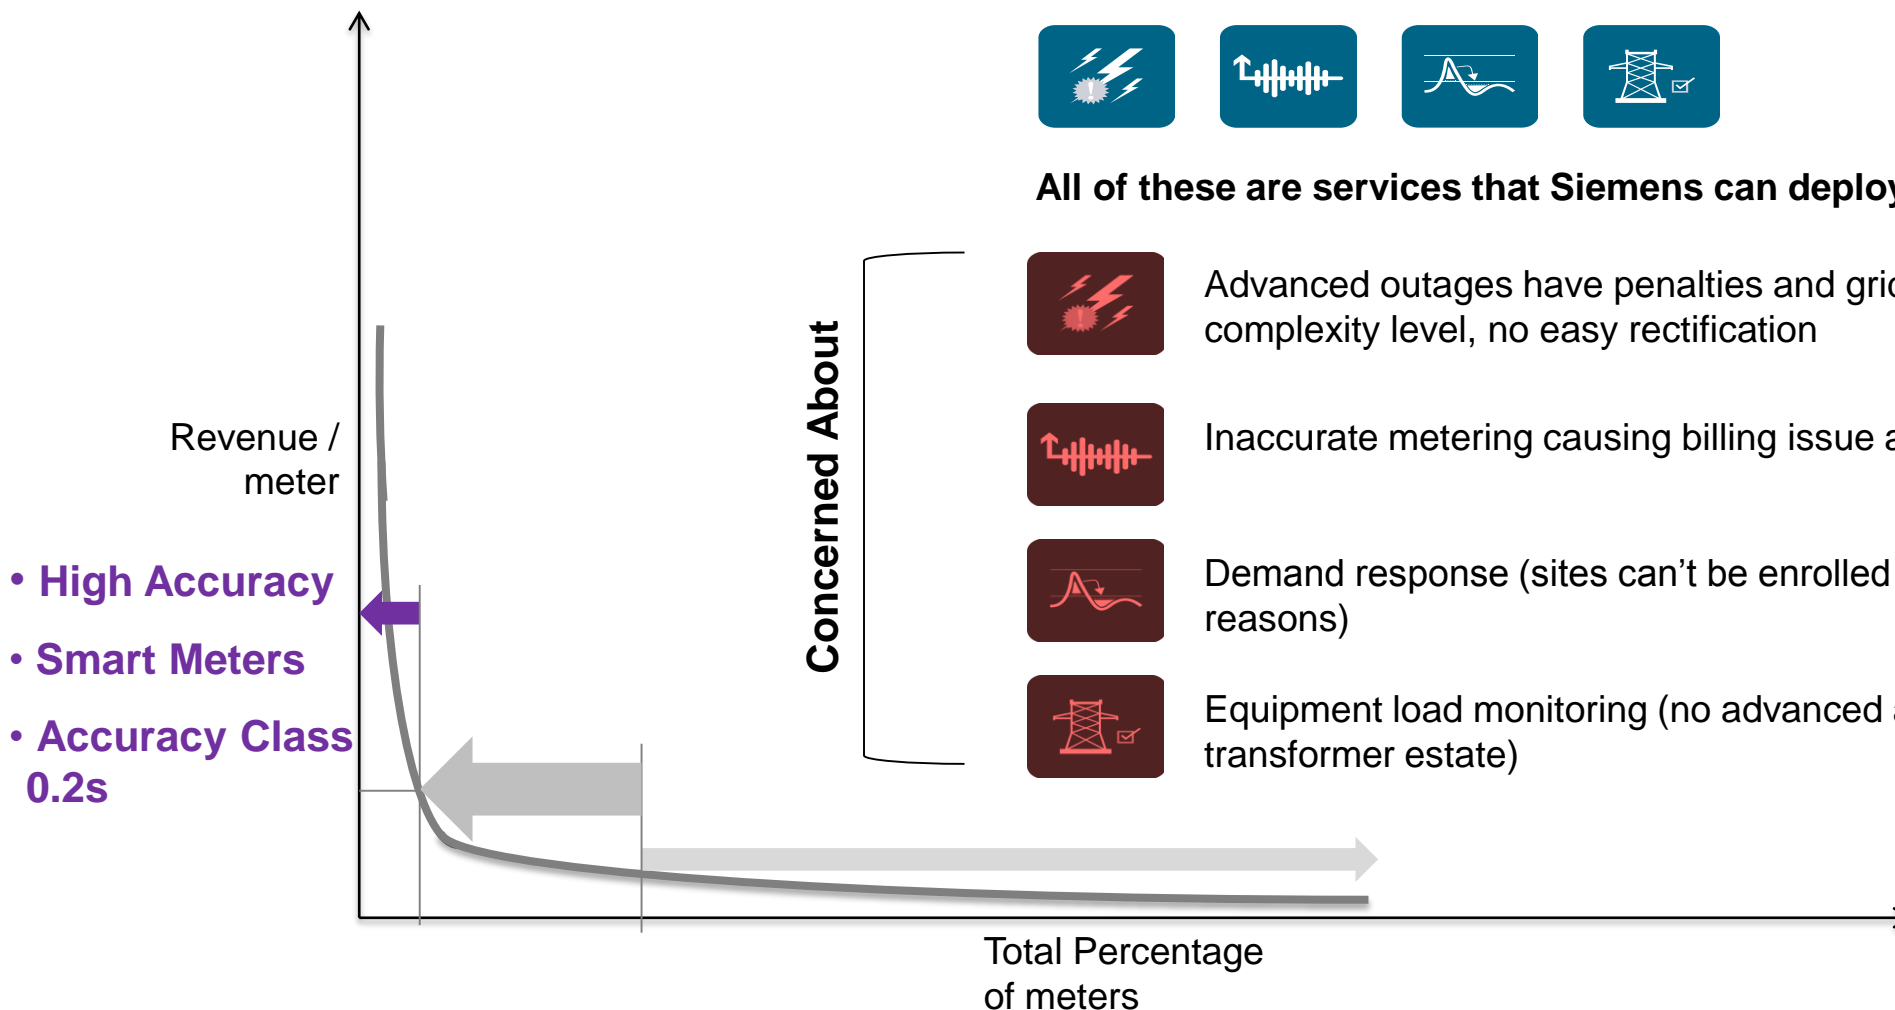 All of these are services that Siemens can deploy
Concerned About
Advanced outages have penalties and grid
complexity level, no easy rectification
Inaccurate metering causing billing issue
Demand response (sites can’t be enrolled
reasons)
Equipment load monitoring (no advanced
transformer estate)
Revenue /
meter
• High Accuracy
• Smart Meters
• Accuracy Class
0.2s
Total Percentage
of meters